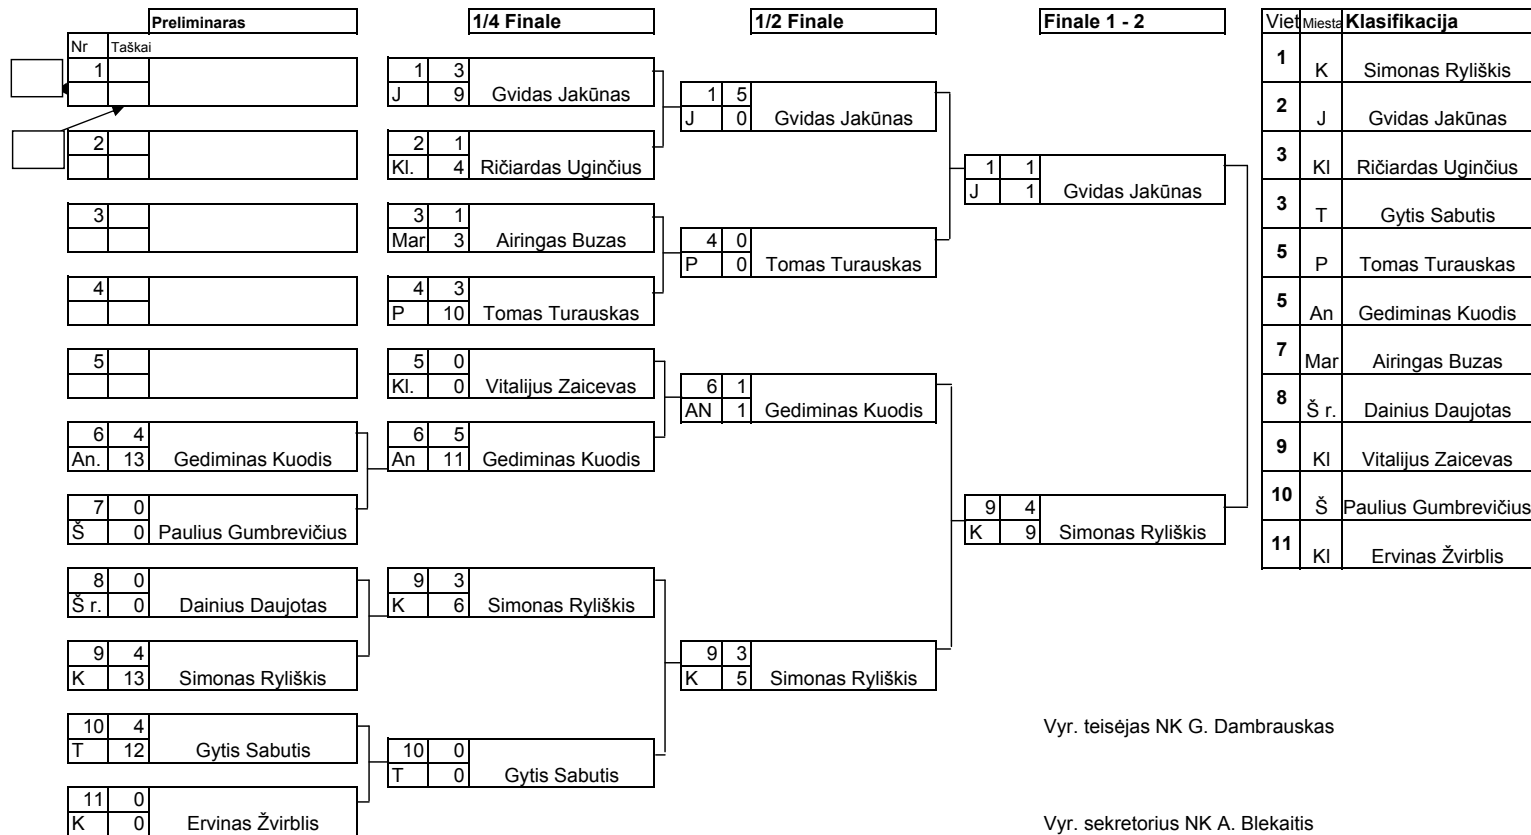 Preliminaras 1/4 Finale 1/2 Finale Finale 1 - 2 Viet Miesta Klasifikacija
Nr Taškai
1
2
3
4
5
6 4
An. 13 Gediminas Kuodis
7 0
Š 0 Paulius Gumbrevičius
8 0
Š r. 0 Dainius Daujotas
9 4
K 13 Simonas Ryliškis
10 4
T 12 Gytis Sabutis
11 0
K 0 Ervinas Žvirblis
1 3
J 9 Gvidas Jakūnas
2 1
Kl. 4 Ričiardas Uginčius
3 1
Mar 3 Airingas Buzas
4 3
P 10 Tomas Turauskas
5 0
Kl. 0 Vitalijus Zaicevas
6 5
An 11 Gediminas Kuodis
9 3
K 6 Simonas Ryliškis
10 0
T 0 Gytis Sabutis
1 5
J 0 Gvidas Jakūnas
4 0
P 0 Tomas Turauskas
6 1
AN 1 Gediminas Kuodis
9 3
K 5 Simonas Ryliškis
1 1
J 1 Gvidas Jakūnas
9 4
K 9 Simonas Ryliškis
1 K Simonas Ryliškis
2 J Gvidas Jakūnas
3 Kl Ričiardas Uginčius
3 T Gytis Sabutis
5 P Tomas Turauskas
5 An Gediminas Kuodis
7 Mar Airingas Buzas
8 Š r. Dainius Daujotas
9 Kl Vitalijus Zaicevas
10 Š Paulius Gumbrevičius
11 Kl Ervinas Žvirblis
Vyr. teisėjas NK G. Dambrauskas
Vyr. sekretorius NK A. Blekaitis